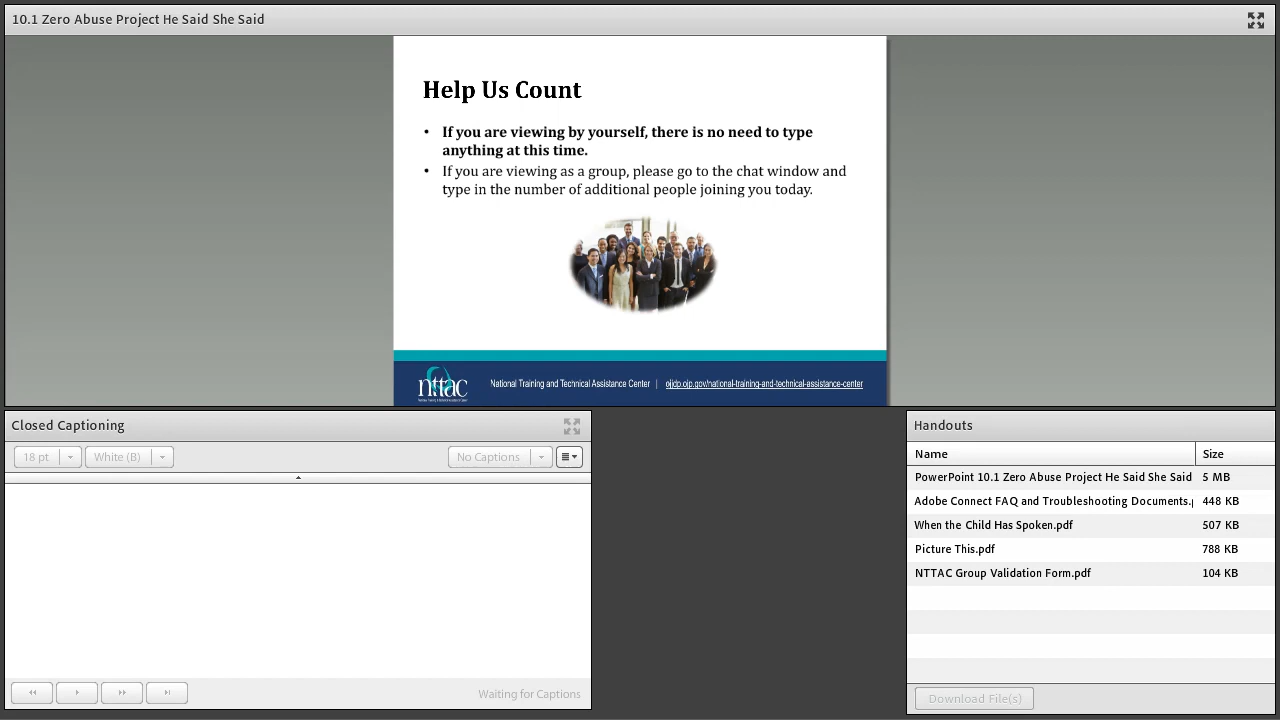 10.1 Zero Abuse Project He Said She Said
Help Us Count
• If you are viewing by yourself, there is no need to type
anything at this time.
• If you are viewing as a group, please go to the chat window and
type in the number of additional people joining you today.
nttac
National Training and Technical Assistance Center | ojjdp.ojp.gov/national-training-and-technical-assistance-center
Closed Captioning
18 pt
White (B)
No Captions
Waiting for Captions
Handouts
Name Size
PowerPoint 10.1 Zero Abuse Project He Said She Said 5 MB
Adobe Connect FAQ and Troubleshooting Documents.p 448 KB
When the Child Has Spoken.pdf 507 KB
Picture This.pdf 788 KB
NTTAC Group Validation Form.pdf 104 KB
Download File(s)